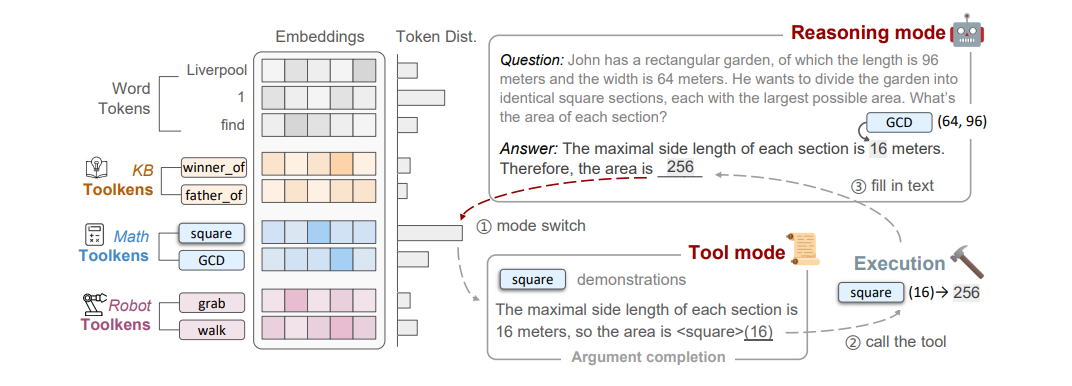 Embeddings
Token Dist.
Word
Tokens
Liverpool
1
find
KB
Toolkens
winner_of
father_of
Math
Toolkens
square
GCD
Robot
Toolkens
grab
walk
Reasoning mode
Question: John has a rectangular garden, of which the length is 96
meters and the width is 64 meters. He wants to divide the garden into
identical square sections, each with the largest possible area. What's
the area of each section?
GCD (64, 96)
Answer: The maximal side length of each section is 16 meters.
Therefore, the area is 256
① mode switch
③ fill in text
Tool mode
square demonstrations
The maximal side length of each section is
16 meters, so the area is <square>(16)
Argument completion
Execution
square (16)→ 256
② call the tool